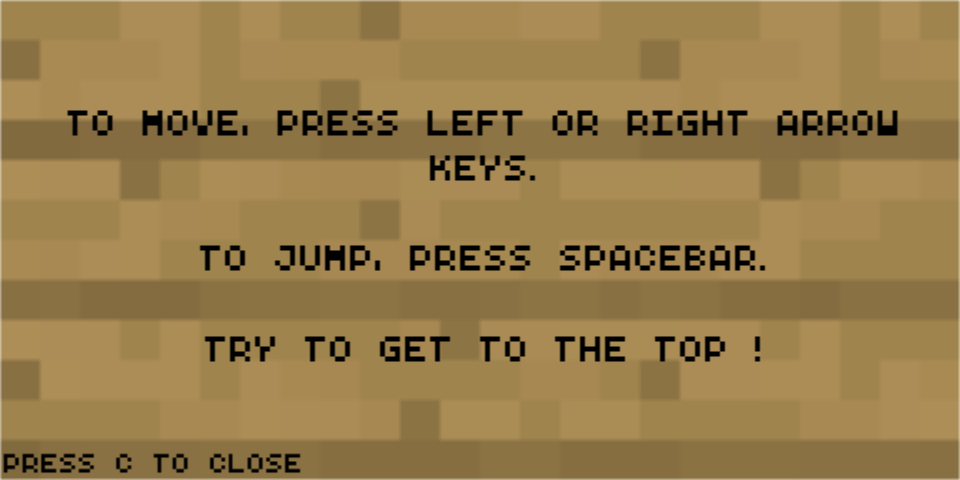 TO MOVE, PRESS LEFT OR RIGHT ARROW
KEYS.
TO JUMP, PRESS SPACEBAR.
TRY TO GET TO THE TOP !
PRESS C TO CLOSE